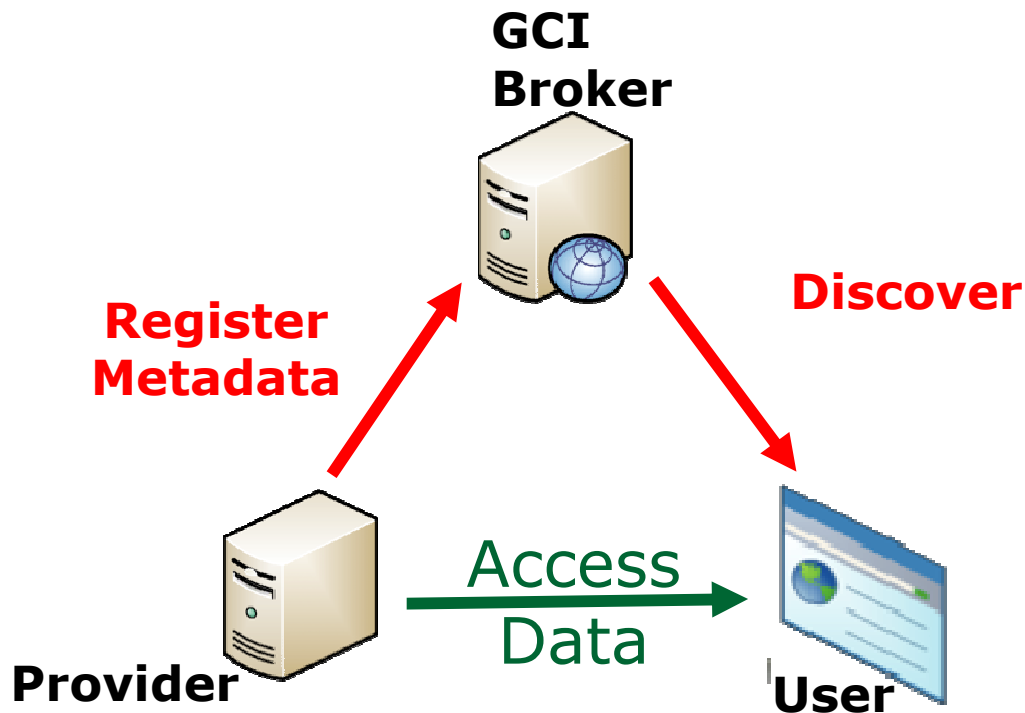 GCI
Broker
Discover
Register
Metadata
Access
Data
Provider
User